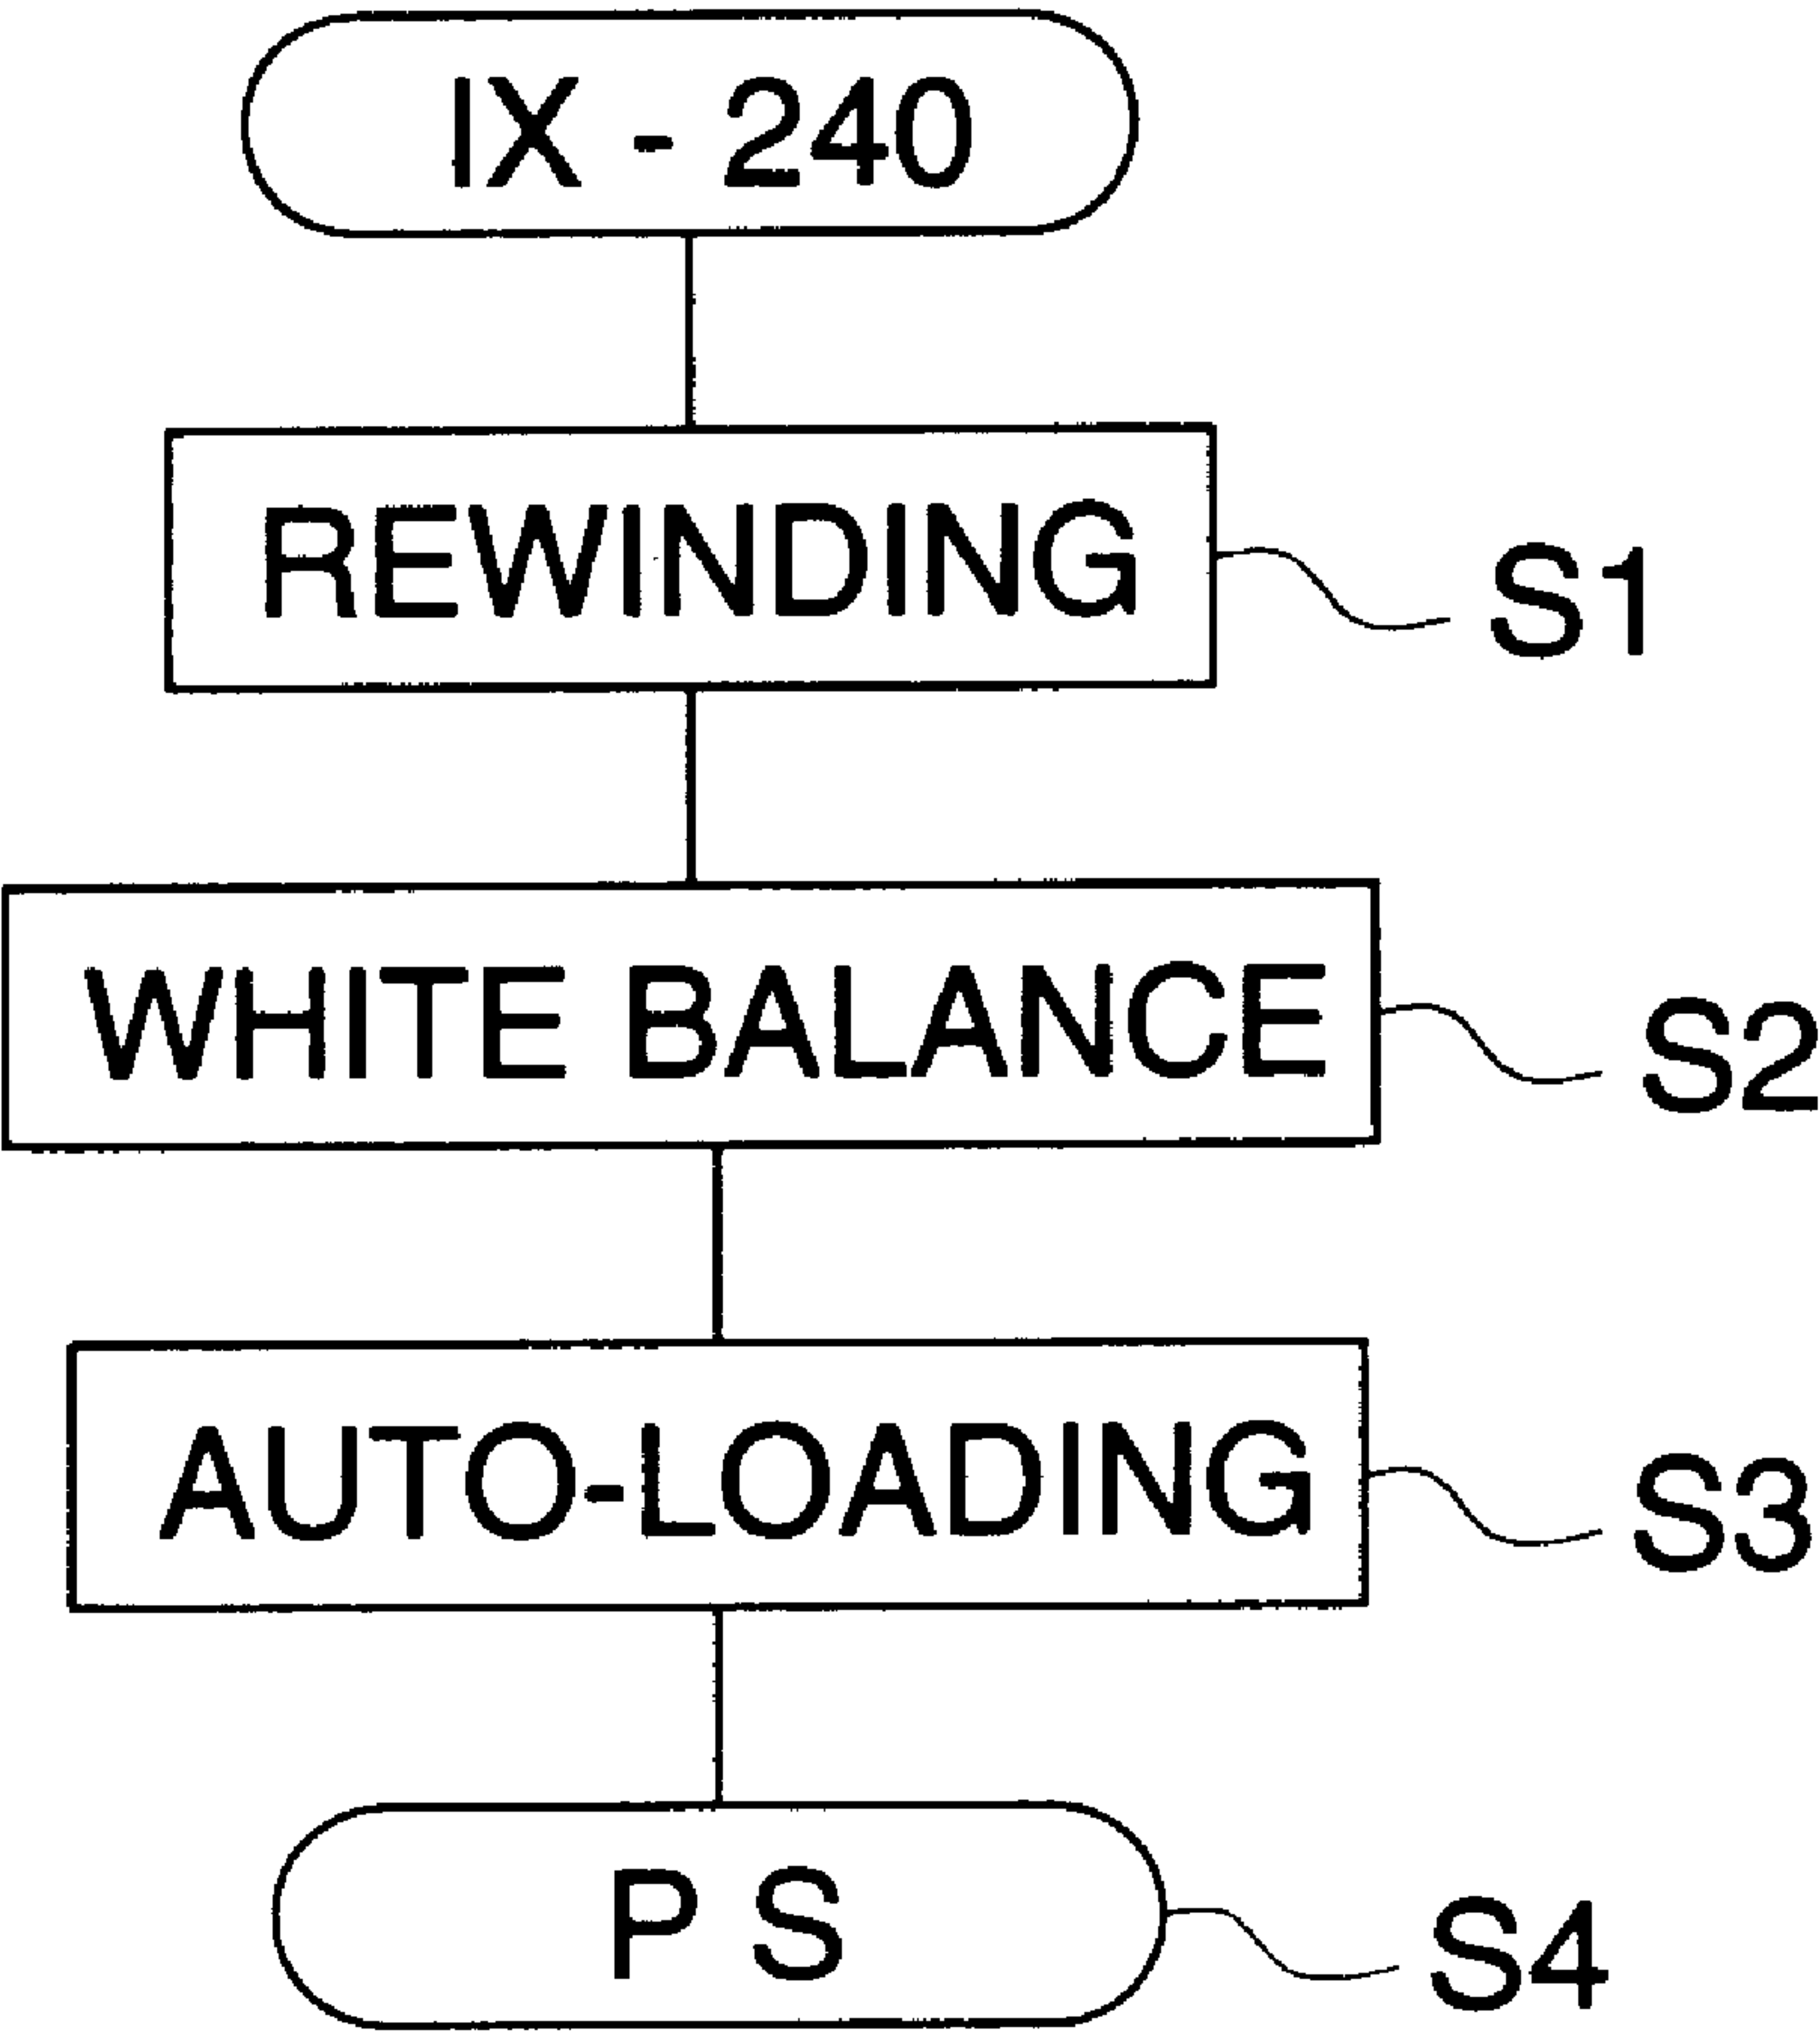 IX - 240
REWINDING
S1
WHITE BALANCE
S2
AUTO-LOADING
S3
P S
S4